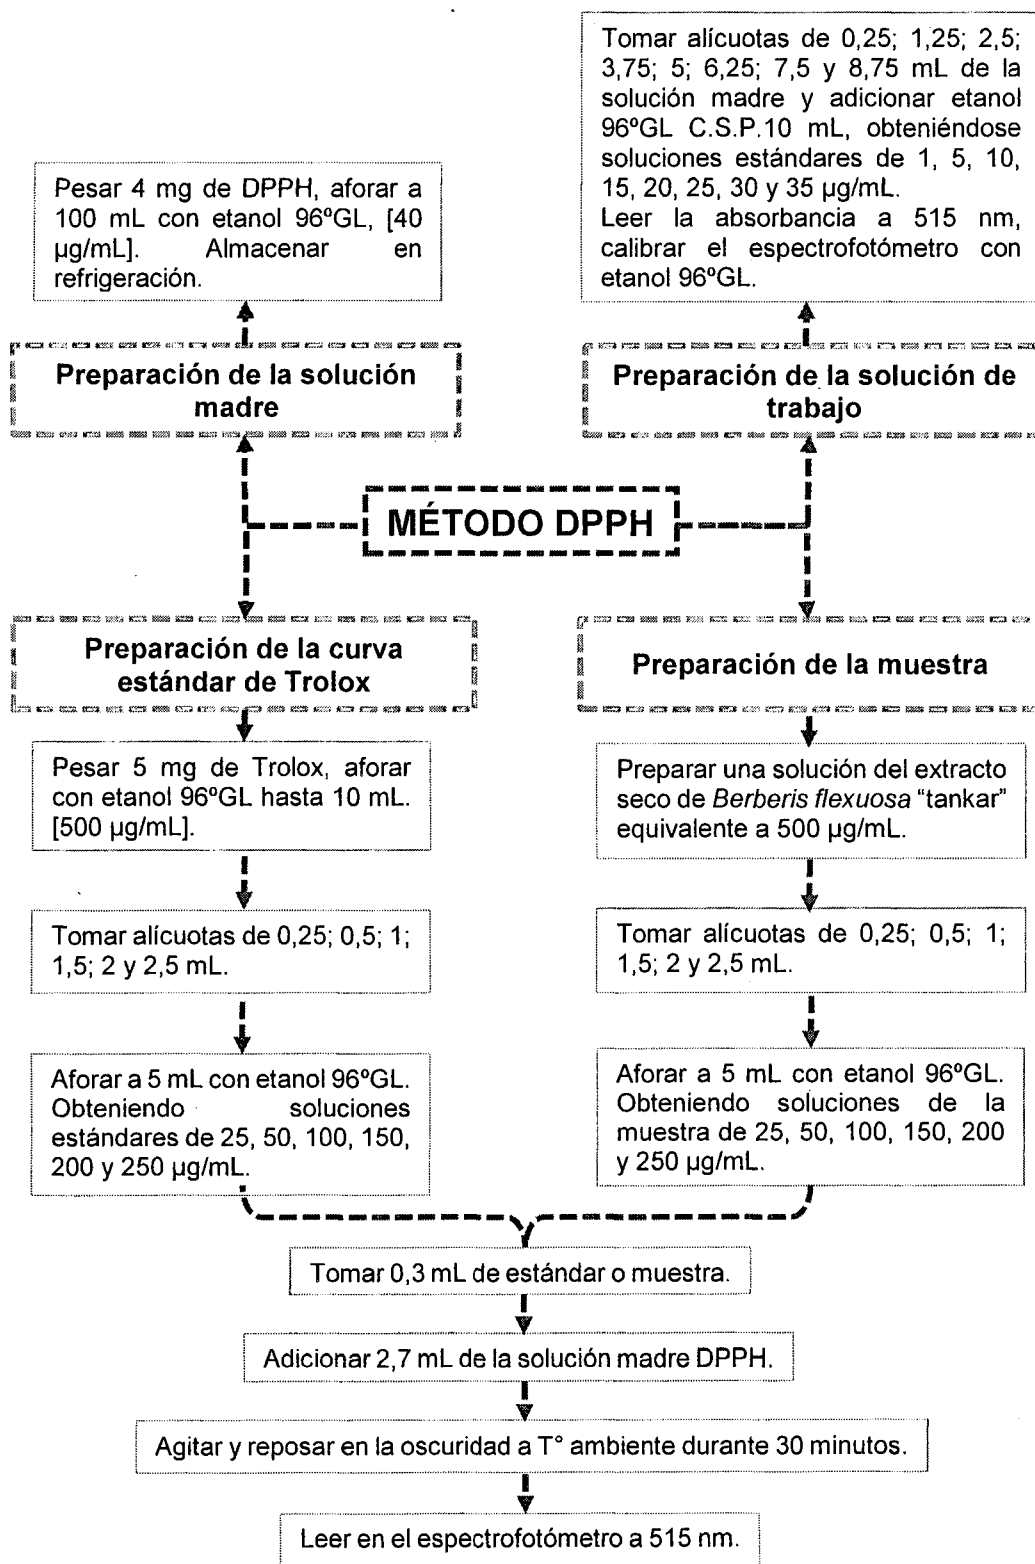 Tomar alícuotas de 0,25; 1,25; 2,5;
3,75; 5; 6,25; 7,5 y 8,75 mL de la
solución madre y adicionar etanol
96ºGL C.S.P.10 mL, obteniéndose
soluciones estándares de 1, 5, 10,
15, 20, 25, 30 y 35 µg/mL.
Leer la absorbancia a 515 nm,
calibrar el espectrofotómetro con
etanol 96ºGL.
Pesar 4 mg de DPPH, aforar a
100 mL con etanol 96ºGL, [40
µg/mL]. Almacenar en
refrigeración.
Preparación de la solución
madre
Preparación de la solución de
trabajo
MÉTODO DPPH
Preparación de la curva
estándar de Trolox
Preparación de la muestra
Pesar 5 mg de Trolox, aforar
con etanol 96ºGL hasta 10 mL.
[500 µg/mL].
Preparar una solución del extracto
seco de Berberis flexuosa “tankar”
equivalente a 500 µg/mL.
Tomar alícuotas de 0,25; 0,5; 1;
1,5; 2 y 2,5 mL.
Tomar alícuotas de 0,25; 0,5; 1;
1,5; 2 y 2,5 mL.
Aforar a 5 mL con etanol 96ºGL.
Obteniendo soluciones
estándares de 25, 50, 100, 150,
200 y 250 µg/mL.
Aforar a 5 mL con etanol 96ºGL.
Obteniendo soluciones de la
muestra de 25, 50, 100, 150, 200
y 250 µg/mL.
Tomar 0,3 mL de estándar o muestra.
Adicionar 2,7 mL de la solución madre DPPH.
Agitar y reposar en la oscuridad a T° ambiente durante 30 minutos.
Leer en el espectrofotómetro a 515 nm.